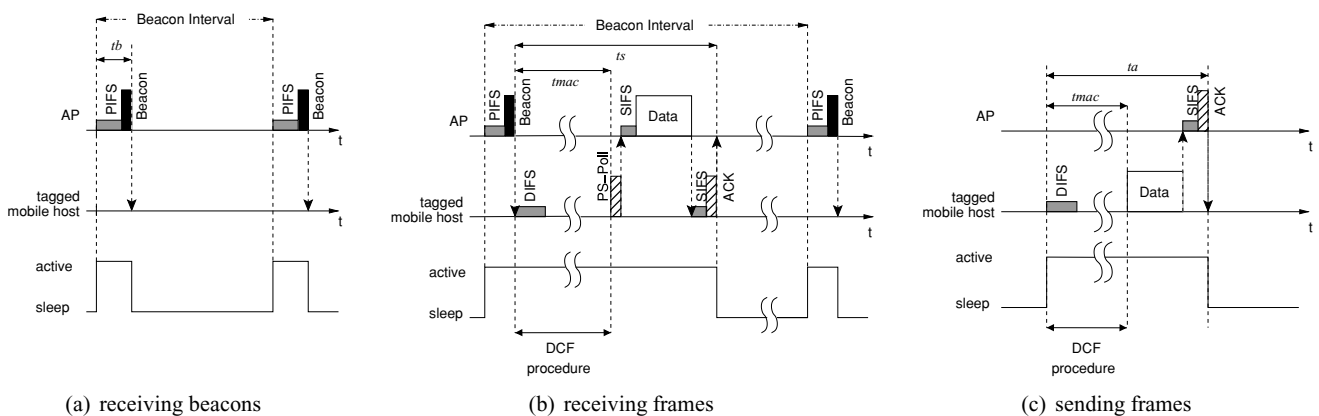 Beacon Interval
tb
PIFS
Beacon
PIFS
Beacon
AP
t
tagged
mobile host
t
active
sleep
(a) receiving beacons
Beacon Interval
ts
tmac
PIFS
Beacon
SIFS
Data
PIFS
Beacon
t
DIFS
PS-Poll
SIFS
ACK
tagged
mobile host
AP
t
active
sleep
DCF
procedure
(b) receiving frames
ta
tmac
SIFS
ACK
AP
t
DIFS
Data
tagged
mobile host
t
active
sleep
DCF
procedure
(c) sending frames